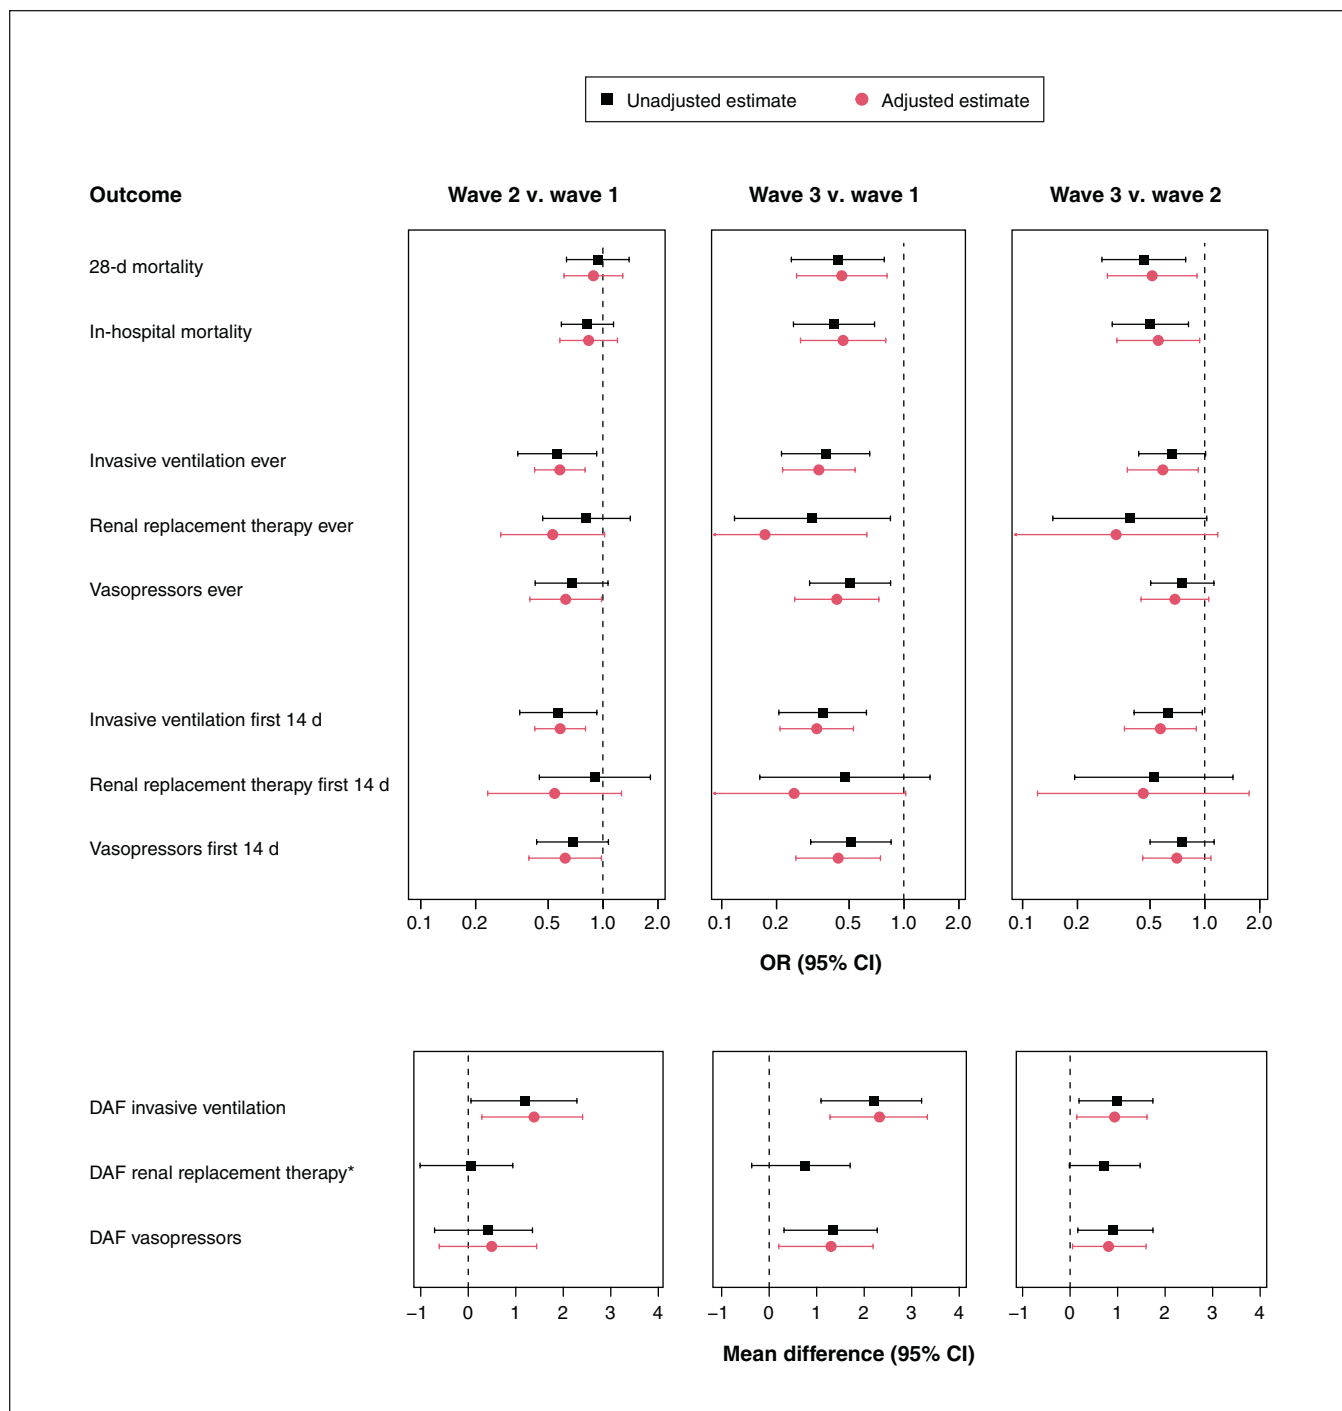 Unadjusted estimate Adjusted estimate
Outcome Wave 2 v. wave 1 Wave 3 v. wave 1 Wave 3 v. wave 2
28-d mortality
In-hospital mortality
Invasive ventilation ever
Renal replacement therapy ever
Vasopressors ever
Invasive ventilation first 14 d
Renal replacement therapy first 14 d
Vasopressors first 14 d
0.1 0.2 0.5 1.0 2.0 0.1 0.2 0.5 1.0 2.0 0.1 0.2 0.5 1.0 2.0
OR (95% CI)
DAF invasive ventilation
DAF renal replacement therapy*
DAF vasopressors
−1 0 1 2 3 4 −1 0 1 2 3 4 −1 0 1 2 3 4
Mean difference (95% CI)